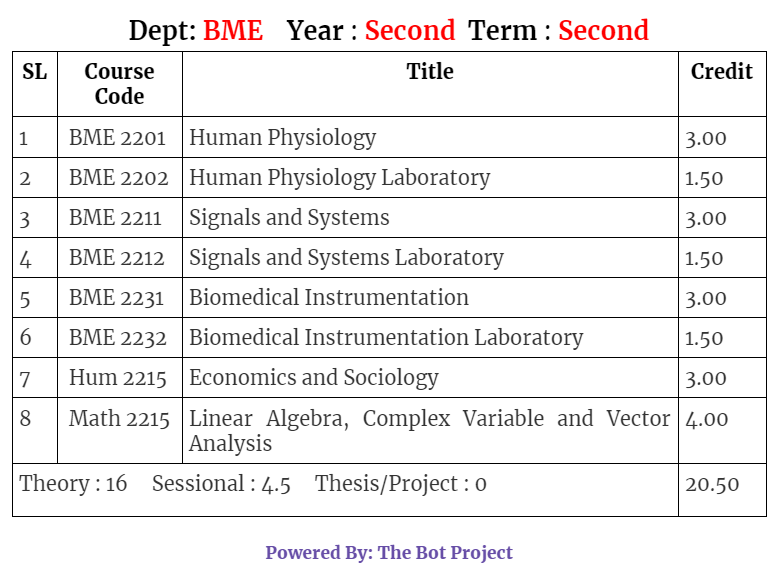 Dept: BME Year : Second Term : Second
SL Course Code Title Credit
1 BME 2201 Human Physiology 3.00
2 BME 2202 Human Physiology Laboratory 1.50
3 BME 2211 Signals and Systems 3.00
4 BME 2212 Signals and Systems Laboratory 1.50
5 BME 2231 Biomedical Instrumentation 3.00
6 BME 2232 Biomedical Instrumentation Laboratory 1.50
7 Hum 2215 Economics and Sociology 3.00
8 Math 2215 Linear Algebra, Complex Variable and Vector 4.00
Analysis
Theory : 16 Sessional : 4.5 Thesis/Project : 0 20.50
Powered By: The Bot Project